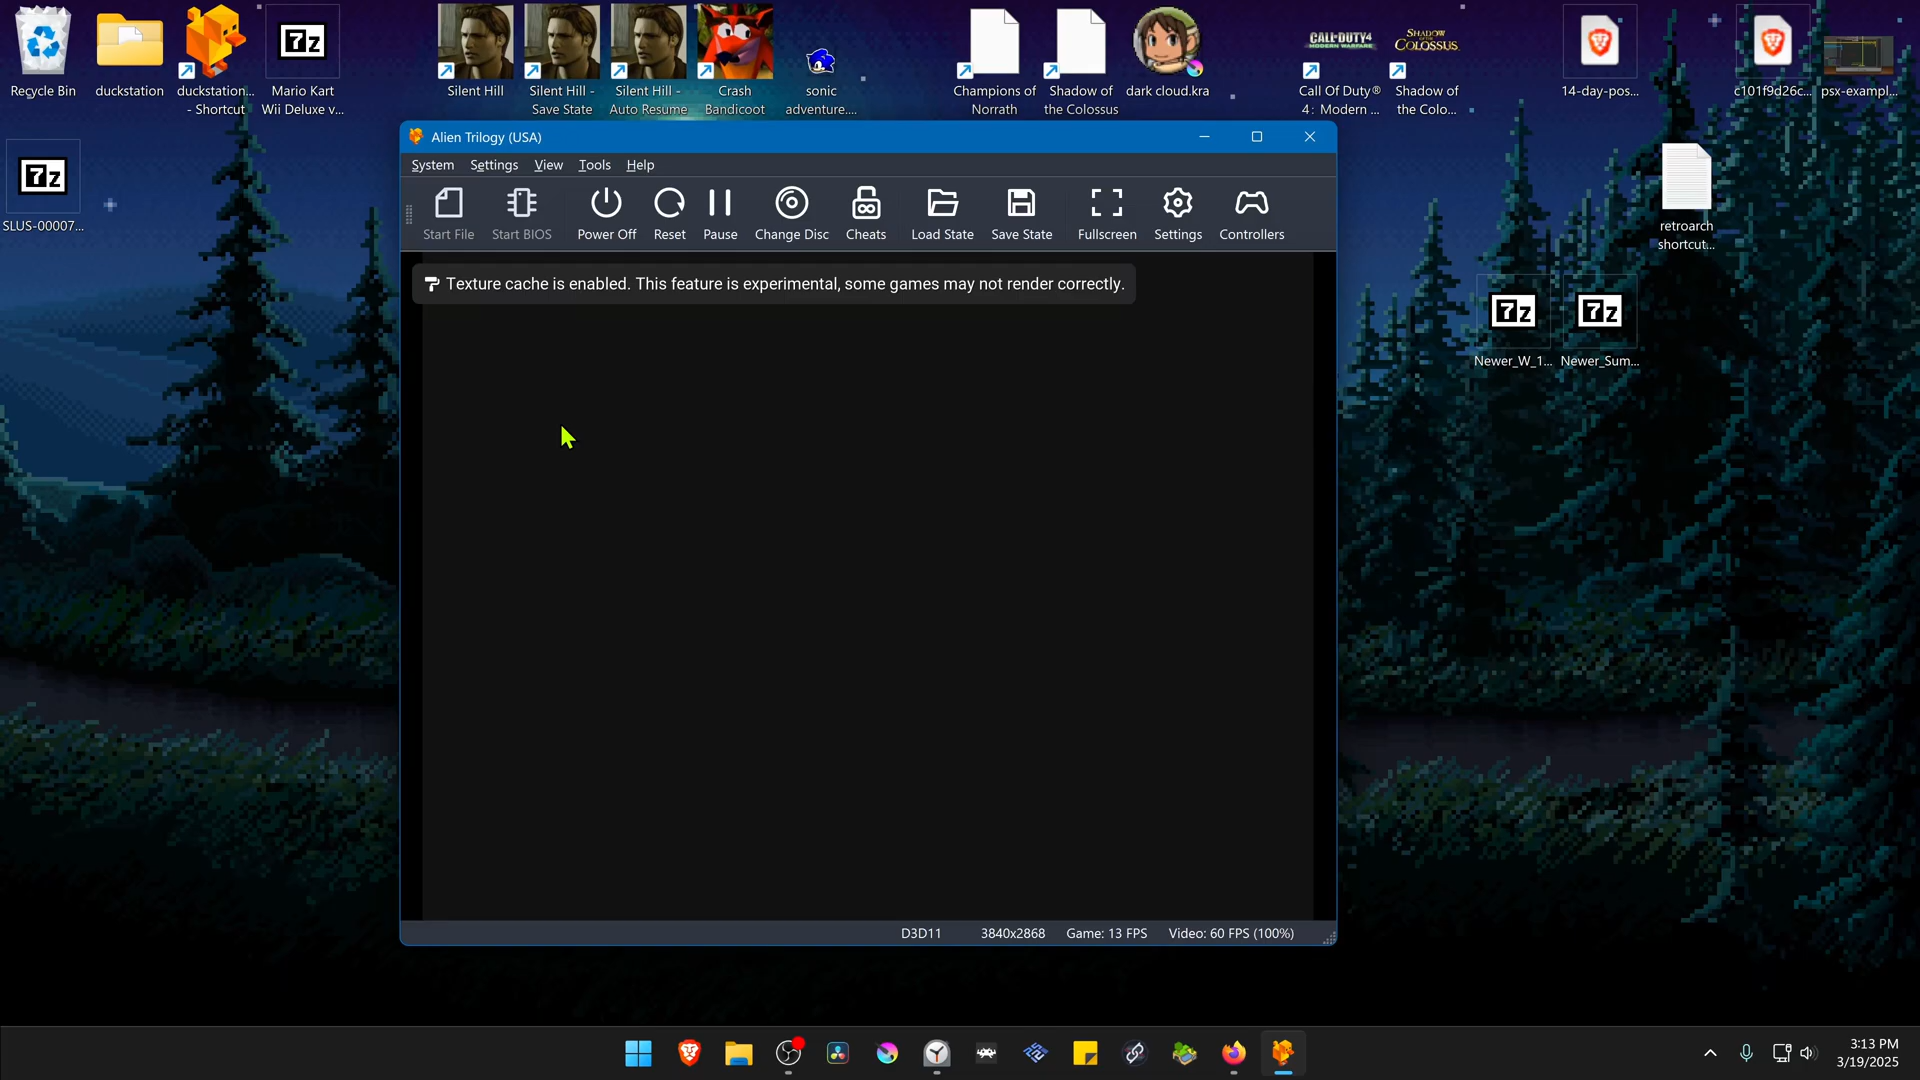 Recycle Bin
duckstation
duckstation...
- Shortcut
7z
Mario Kart
Wii Deluxe v...
Silent Hill
Silent Hill -
Save State
Silent Hill -
Auto Resume
Crash
Bandicoot
sonic
adventure....
Champions of
Norrath
Shadow of
the Colossus
dark cloud.kra
CALL OF DUTY 4
MODERN WARFARE
Call Of Duty®
4: Modern ...
SHADOW
OF THE
COLOSSUS
Shadow of
the Colo...
14-day-pos...
c101f9d26c...
psx-exampl...
7z
SLUS-00007...
retroarch
shortcut...
7z
Newer_W_1...
7z
Newer_Sum...
Alien Trilogy (USA)
System Settings View Tools Help
Start File Start BIOS Power Off Reset Pause Change Disc Cheats Load State Save State Fullscreen Settings Controllers
Texture cache is enabled. This feature is experimental, some games may not render correctly.
D3D11 3840x2868 Game: 13 FPS Video: 60 FPS (100%)
3:13 PM
3/19/2025